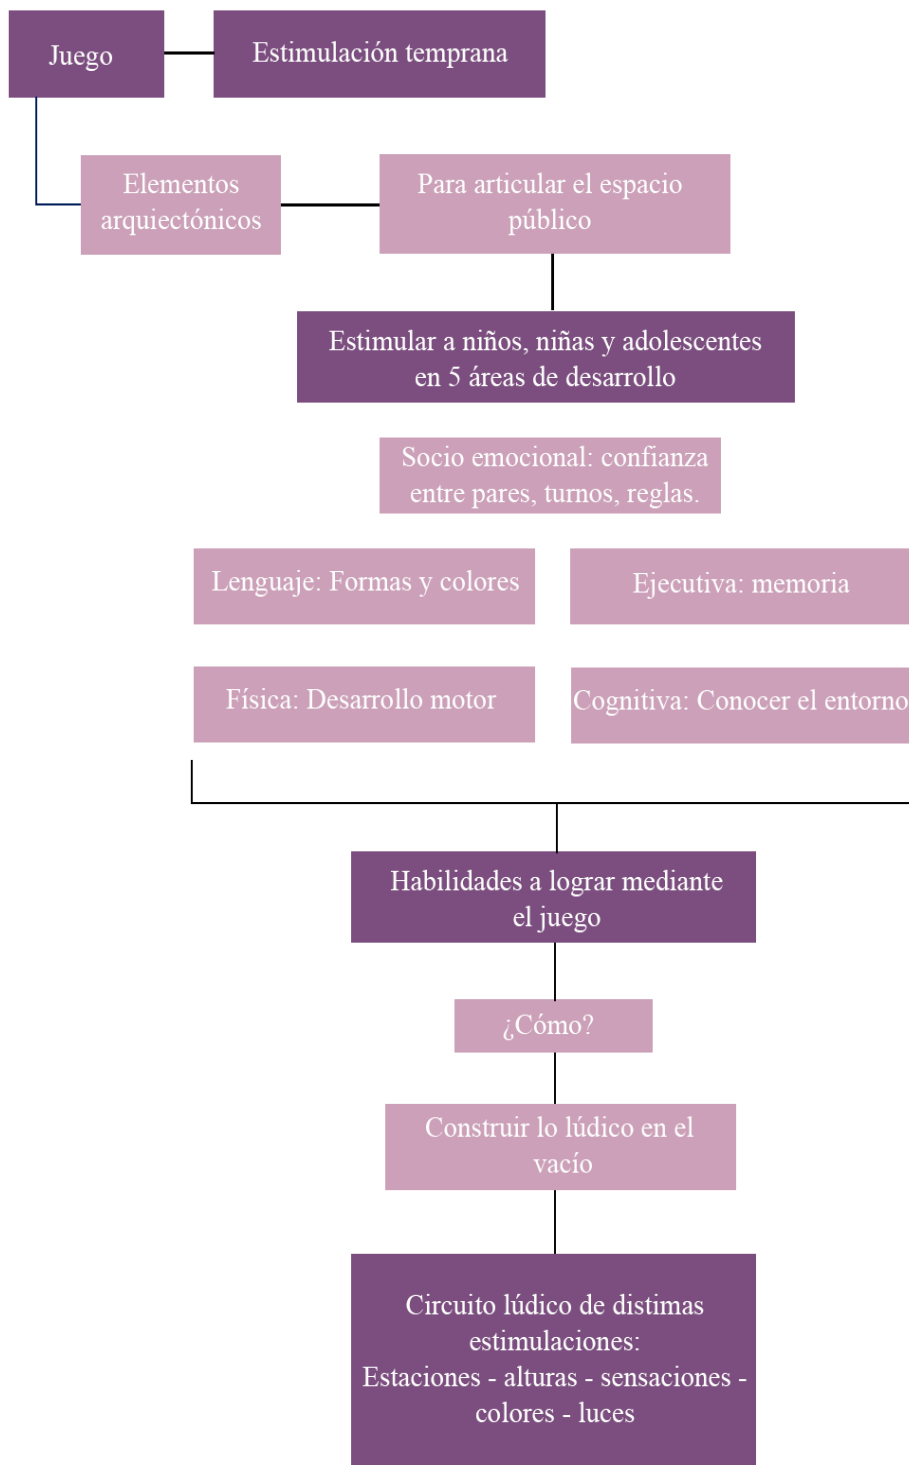 Juego
Estimulación temprana
Elementos
arquiectónicos
Para articular el espacio
público
Estimular a niños, niñas y adolescentes
en 5 áreas de desarrollo
Socio emocional: confianza
entre pares, turnos, reglas.
Lenguaje: Formas y colores
Ejecutiva: memoria
Física: Desarrollo motor
Cognitiva: Conocer el entorno
Habilidades a lograr mediante
el juego
¿Cómo?
Construir lo lúdico en el
vacío
Circuito lúdico de distimas
estimulaciones:
Estaciones - alturas - sensaciones -
colores - luces